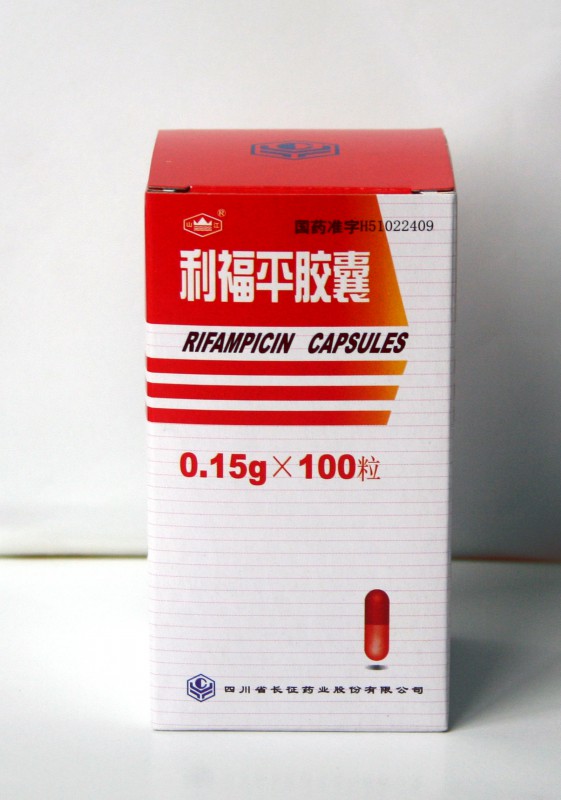 山 江 ®
国药准字H51022409
利福平胶囊
RIFAMPICIN CAPSULES
0.15g×100粒
四川省长征药业股份有限公司